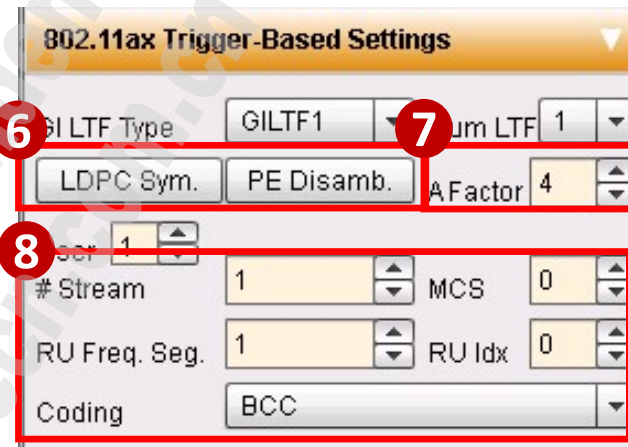 802.11ax Trigger-Based Settings
6 GI LTF Type GILTF1 7 um LTF 1
LDPC Sym. PE Disamb. A Factor 4
8 ser 1
# Stream 1 MCS 0
RU Freq. Seg. 1 RU Idx 0
Coding BCC